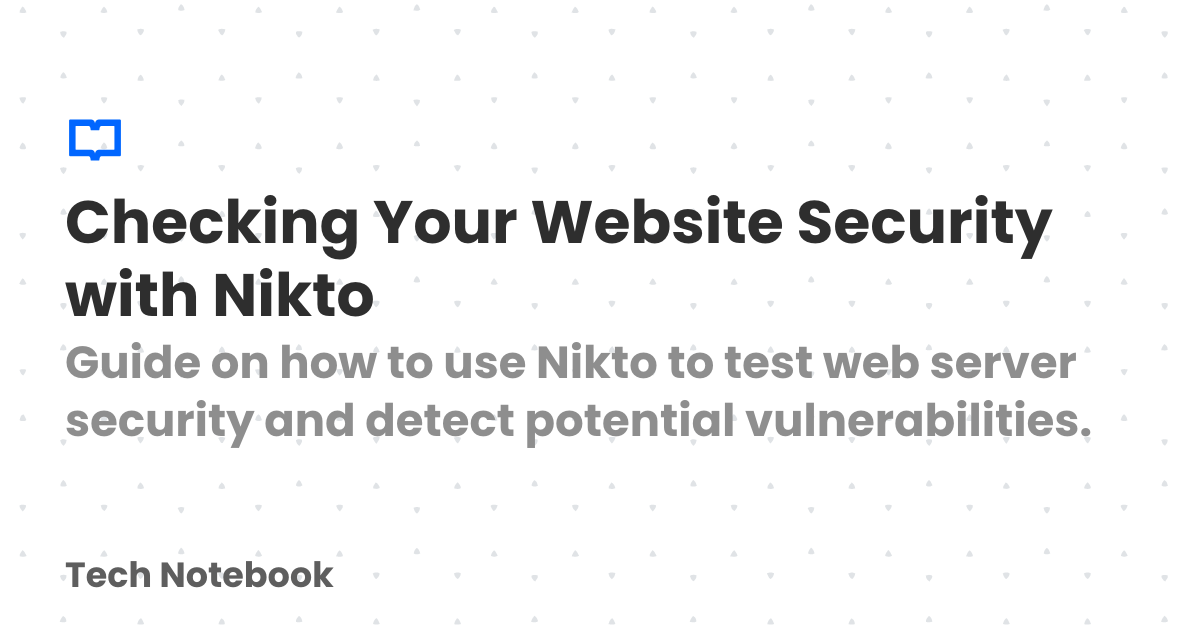 Checking Your Website Security
with Nikto
Guide on how to use Nikto to test web server
security and detect potential vulnerabilities.
Tech Notebook